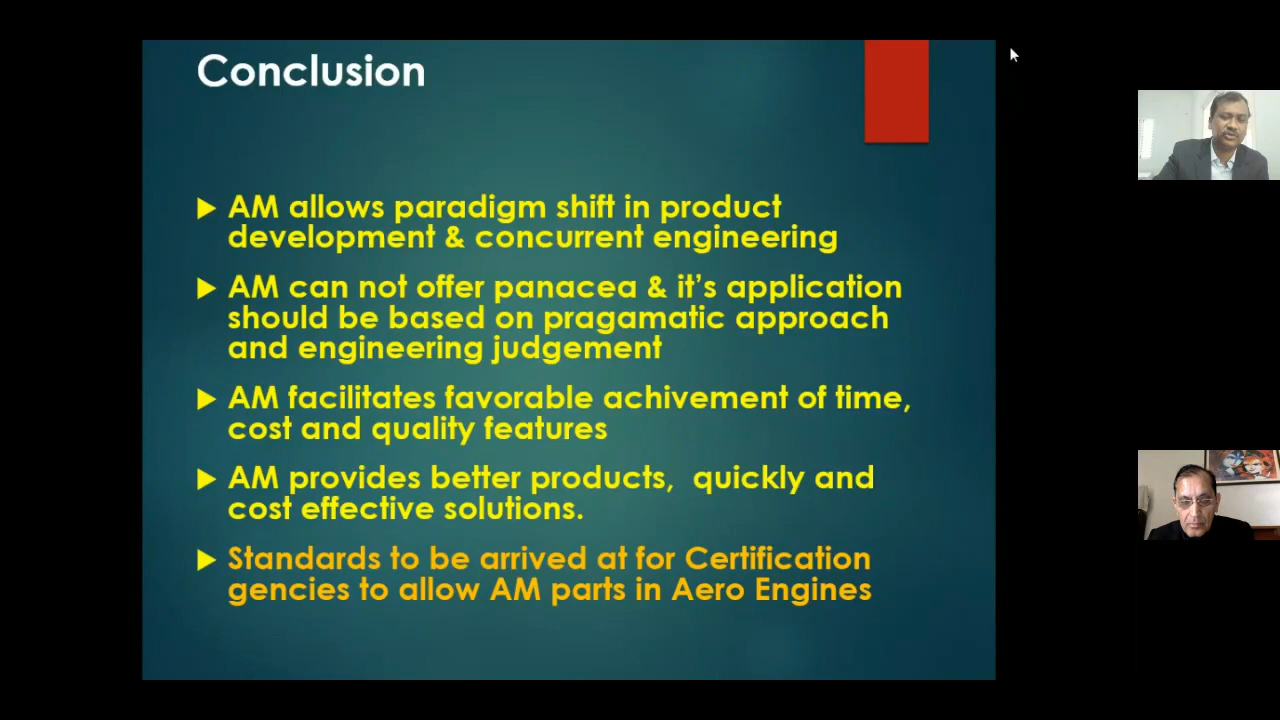 Conclusion
AM allows paradigm shift in product
development & concurrent engineering
AM can not offer panacea & it's application
should be based on pragamatic approach
and engineering judgement
AM facilitates favorable achivement of time,
cost and quality features
AM provides better products,  quickly and
cost effective solutions.
Standards to be arrived at for Certification
gencies to allow AM parts in Aero Engines